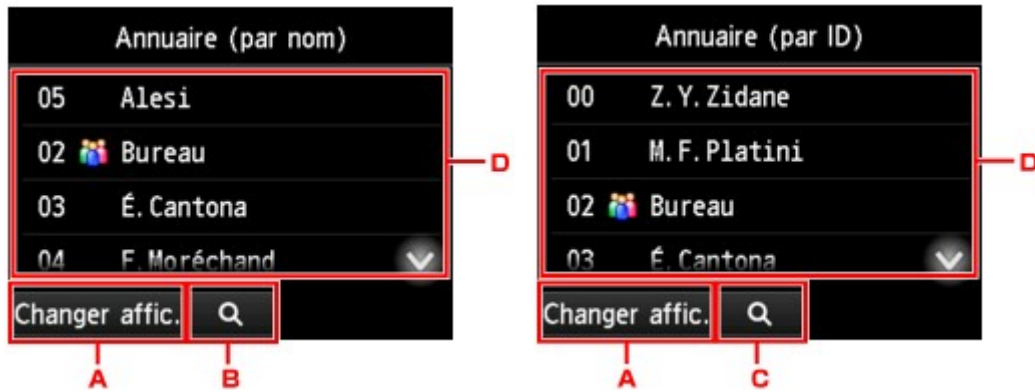 Annuaire (par nom)
05 Alesi
02 Bureau
03 É.Cantona
04 F.Moréchand
D
Changer affic.
A
B
Annuaire (par ID)
00 Z.Y.Zidane
01 M.F.Platini
02 Bureau
03 É.Cantona
D
Changer affic.
A
C